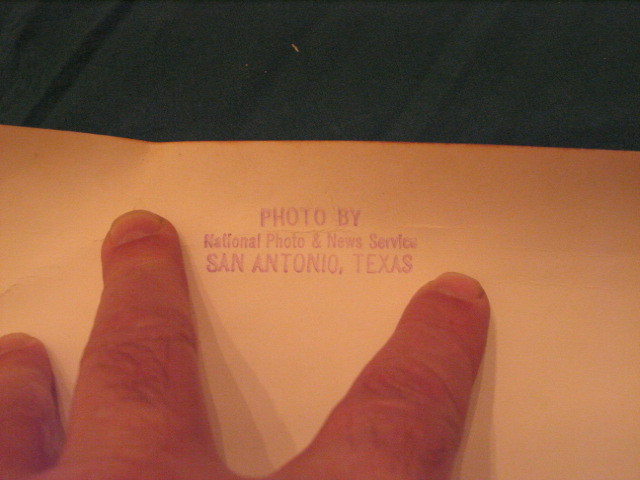 PHOTO BY
National Photo & News Service
SAN ANTONIO, TEXAS